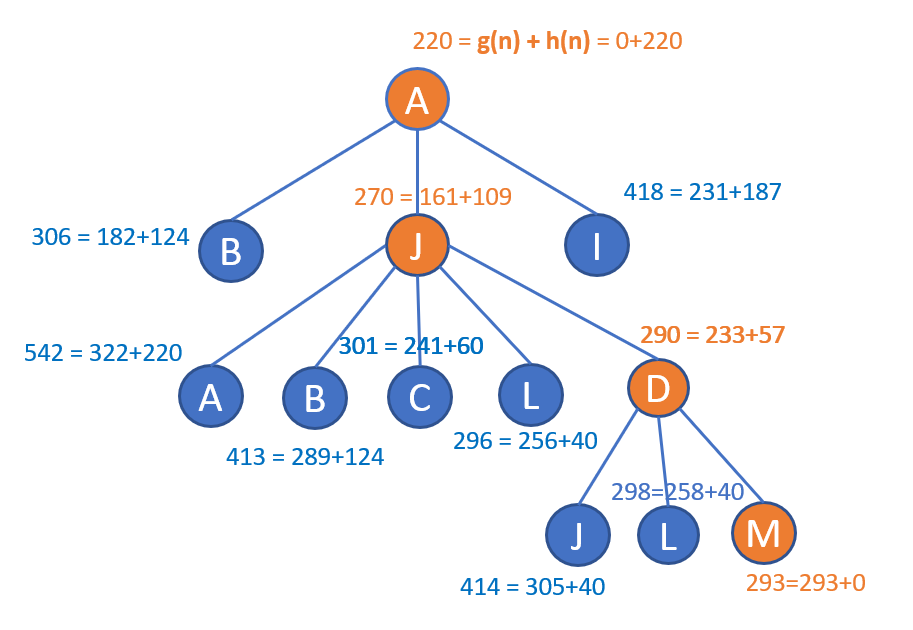 220 = g(n) + h(n) = 0+220
A
270 = 161+109
418 = 231+187
306 = 182+124
B
J
I
542 = 322+220
301 = 241+60
290 = 233+57
A
B
C
L
D
413 = 289+124
296 = 256+40
298=258+40
J
L
M
414 = 305+40
293=293+0